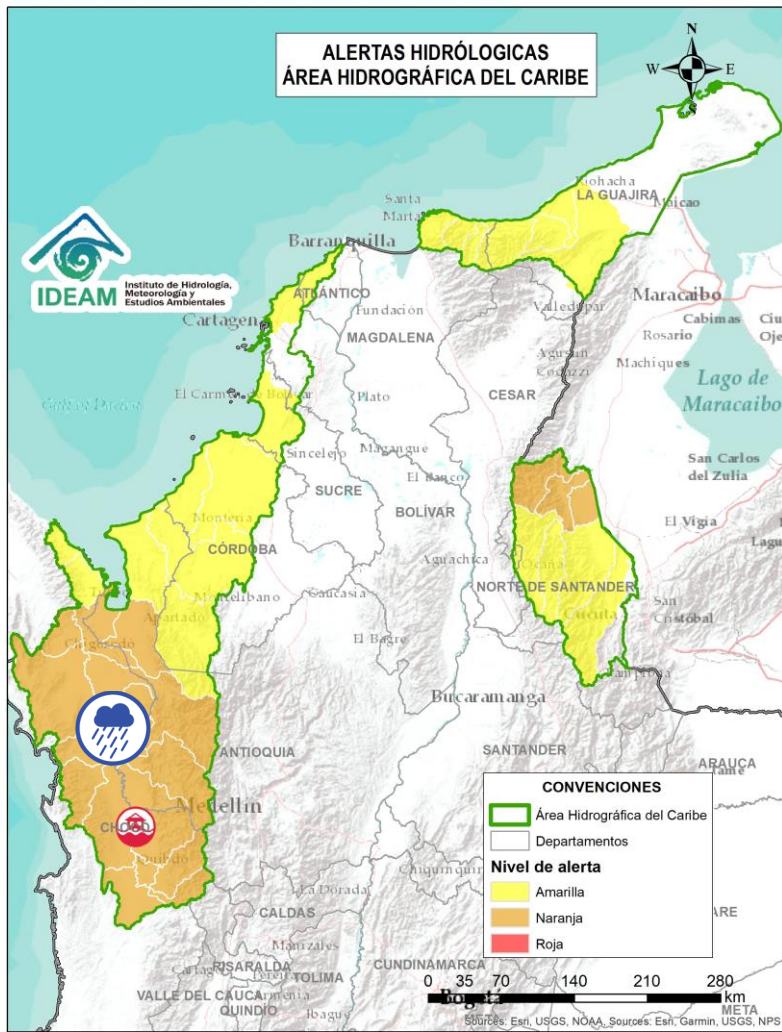 ALERTAS HIDRÓLOGICAS
ÁREA HIDROGRÁFICA DEL CARIBE
N
W
E
S
Riohacha
LA GUAJIRA
Maicao
Santa
Marta
Barranquilla
IDEAM
Instituto de Hidrología,
Meteorología y
Estudios Ambientales
ATLÁNTICO
Cartagena
Fundación
Valledupar
Maracaibo
Cabimas
MAGDALENA
Rosario
Machiques
Agustín
Codazzi
CESAR
Lago de
Maracaibo
El Carmen de Bolívar
Plato
Sincelejo
Magangue
SUCRE
El Banco
San Carlos
del Zulia
Montería
BOLÍVAR
El Vigia
CÓRDOBA
Aguachica
Ocaña
NORTE DE SANTANDER
Montelibano
Caucasia
Apartado
Cúcuta
San
Cristóbal
El Bagre
Chigorodó
Pamplona
Bucaramanga
ANTIOQUIA
SANTANDER
ARAUCA
Medellín
CHOCÓ
Quibdó
La Dorada
CALDAS
Manizales
RISARALDA
TOLIMA
CUNDINAMARCA
VALLE DEL CAUCA
Armenia
QUINDÍO
Ibague
Bogotá
META
META
CONVENCIONES
Área Hidrográfica del Caribe
Departamentos
Nivel de alerta
Amarilla
Naranja
Roja
0 35 70 140 210 280
km
Sources: Esri, USGS, NOAA, Sources: Esri, Garmin, USGS, NPS